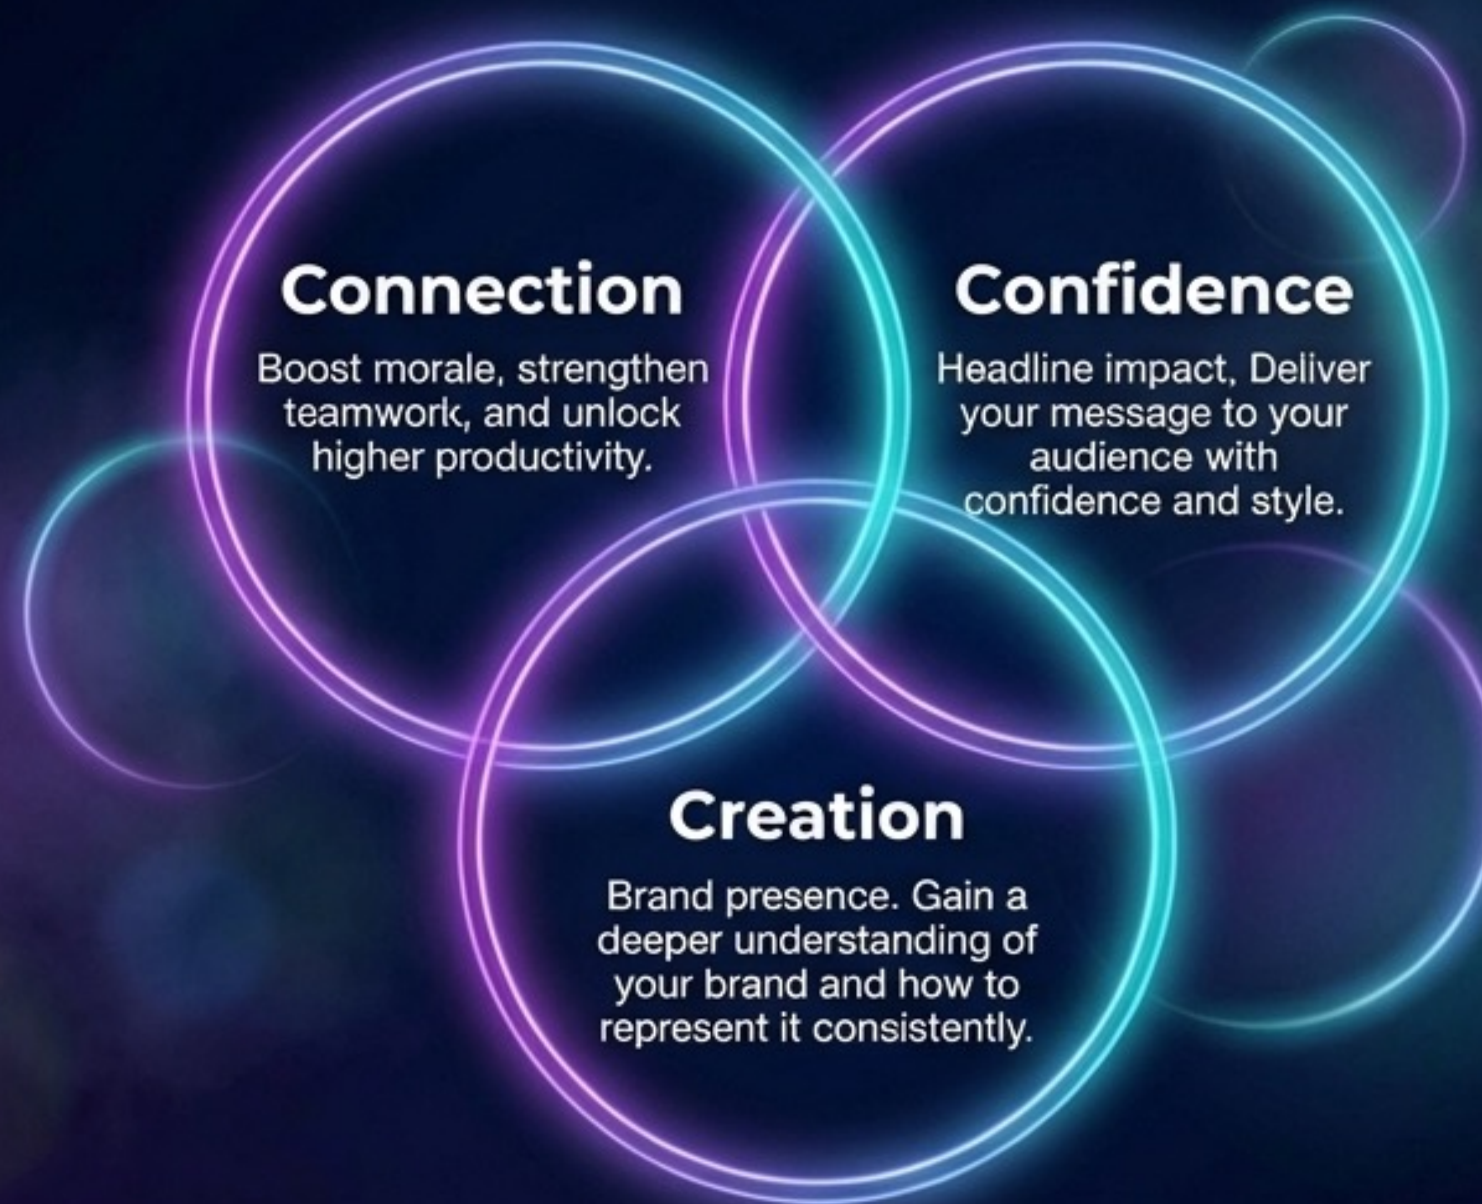 Connection
Boost morale, strengthen
teamwork, and unlock
higher productivity.
Confidence
Headline impact, Deliver
your message to your
audience with
confidence and style.
Creation
Brand presence. Gain a
deeper understanding of
your brand and how to
represent it consistently.